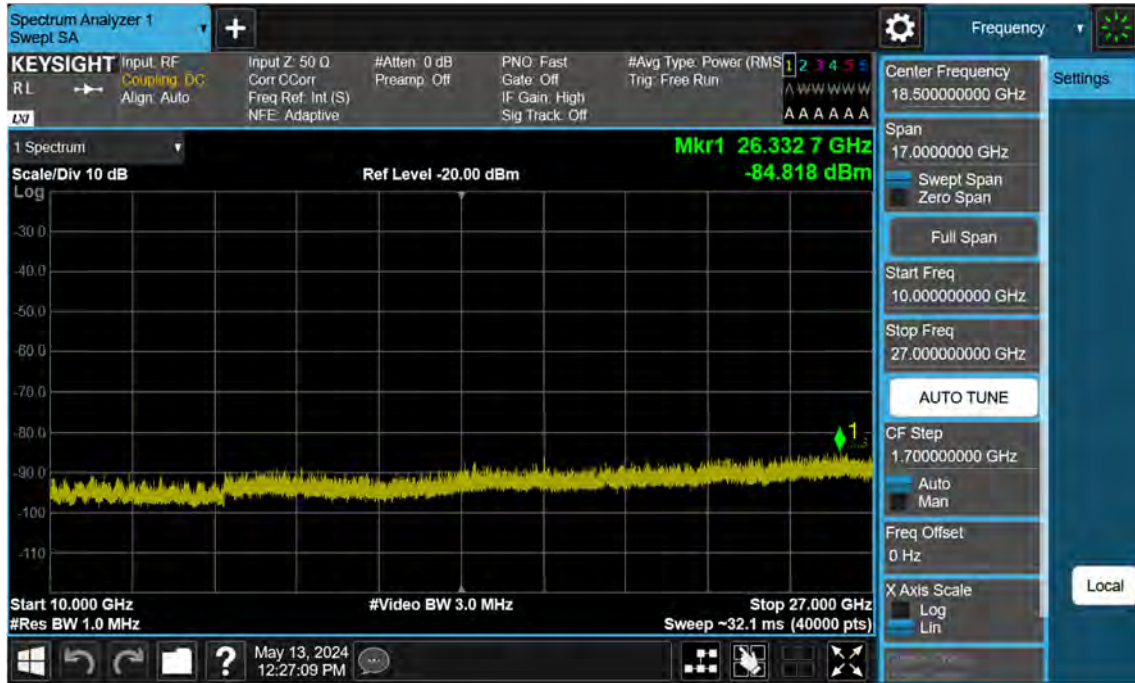 Spectrum Analyzer 1
Swept SA
Frequency
KEYSIGHT
RL
LXI
Input: RF
Coupling: DC
Align: Auto
Input Z: 50 Ω
Corr CCorr
Freq Ref: Int (S)
NFE: Adaptive
#Atten: 0 dB
Preamp: Off
PNO: Fast
Gate: Off
IF Gain: High
Sig Track: Off
#Avg Type: Power (RMS
Trig: Free Run
1 2 3 4 5 6
A W W W W W
A A A A A A
1 Spectrum
Mkr1 26.332 7 GHz
Scale/Div 10 dB
Ref Level -20.00 dBm
-84.818 dBm
Log
-30.0
-40.0
-50.0
-60.0
-70.0
-80.0
-90.0
-100
-110
1
Start 10.000 GHz
#Video BW 3.0 MHz
Stop 27.000 GHz
#Res BW 1.0 MHz
Sweep ~32.1 ms (40000 pts)
Center Frequency
18.500000000 GHz
Settings
Span
17.0000000 GHz
Swept Span
Zero Span
Full Span
Start Freq
10.000000000 GHz
Stop Freq
27.000000000 GHz
AUTO TUNE
CF Step
1.700000000 GHz
Auto
Man
Freq Offset
0 Hz
X Axis Scale
Log
Lin
Local
?
May 13, 2024
12:27:09 PM